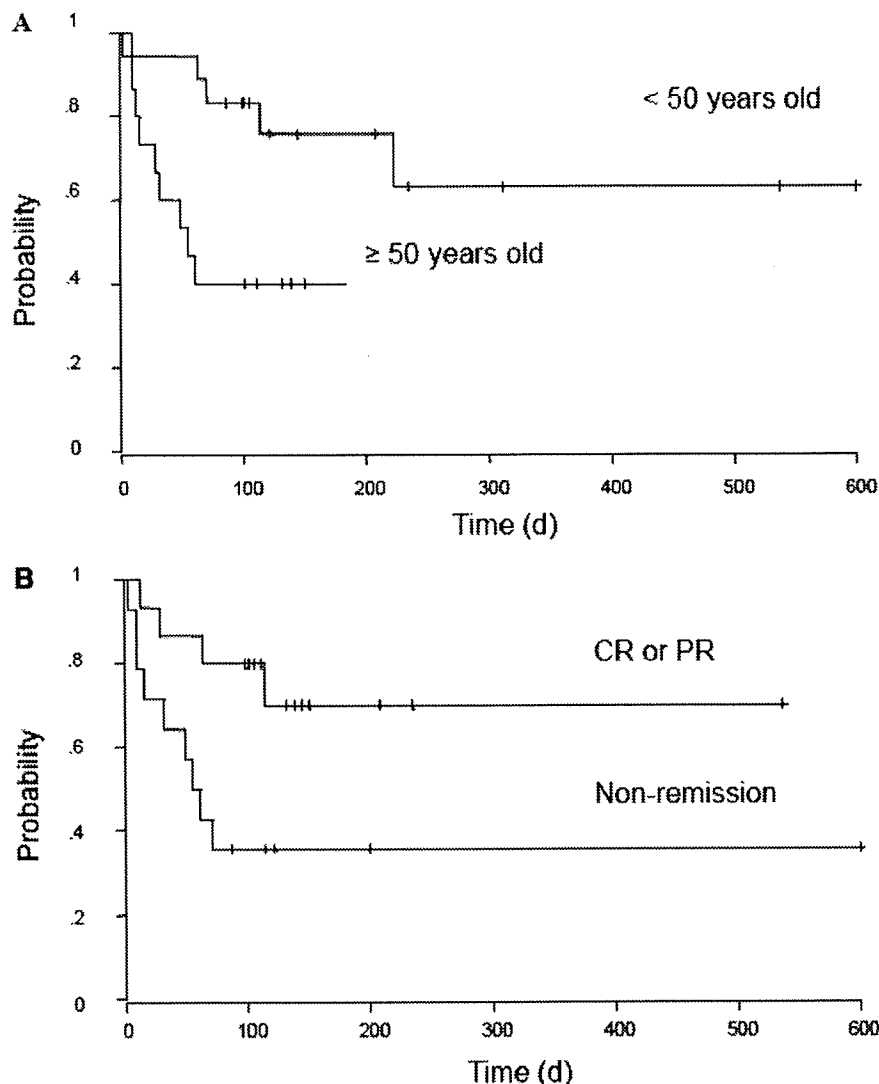 A
1
.8
.6
.4
.2
0
Probability
< 50 years old
≥ 50 years old
0 100 200 300 400 500 600
Time (d)
B
1
.8
.6
.4
.2
0
Probability
CR or PR
Non-remission
0 100 200 300 400 500 600
Time (d)